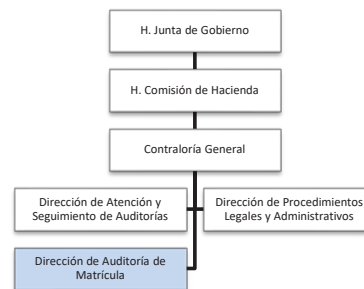 H. Junta de Gobierno
H. Comisión de Hacienda
Contraloría General
Dirección de Atención y
Seguimiento de Auditorías
Dirección de Procedimientos
Legales y Administrativos
Dirección de Auditoría de
Matrícula